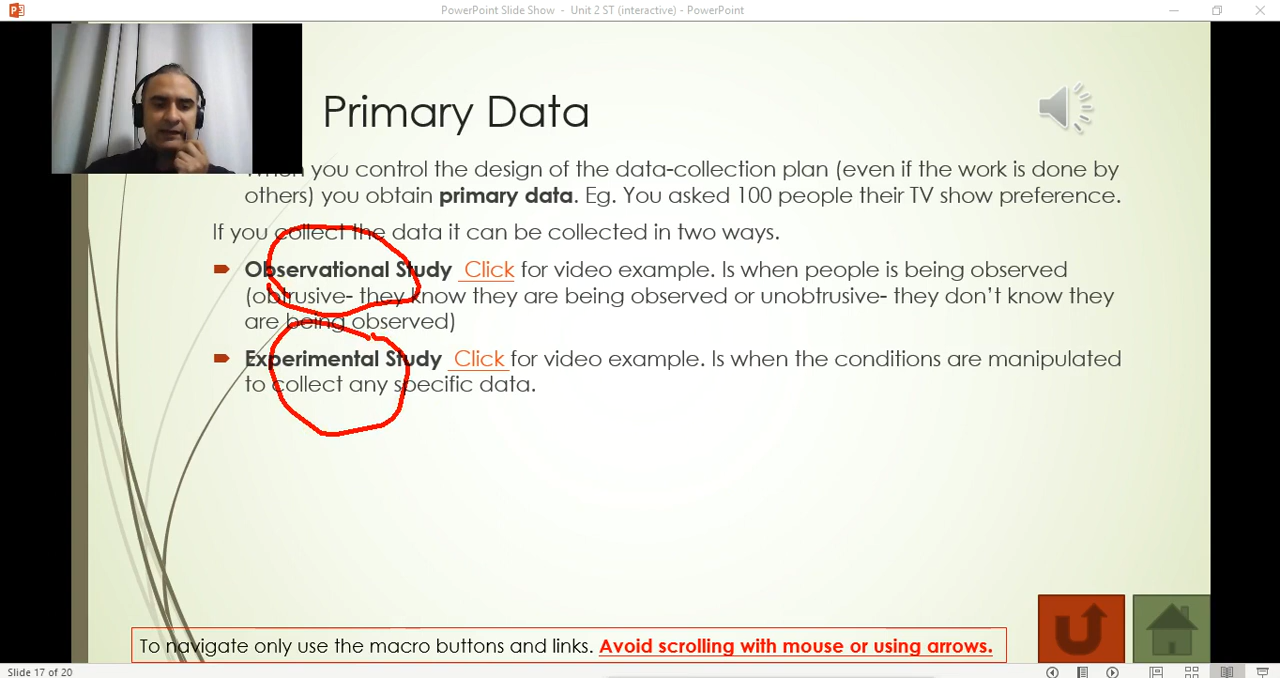 PowerPoint Slide Show - Unit 2 ST (interactive) - PowerPoint
Primary Data
you control the design of the data-collection plan (even if the work is done by
others) you obtain primary data. Eg. You asked 100 people their TV show preference.
If you collect the data it can be collected in two ways.
Observational Study Click for video example. Is when people is being observed
(obtrusive- they know they are being observed or unobtrusive- they don’t know they
are being observed)
Experimental Study Click for video example. Is when the conditions are manipulated
to collect any specific data.
To navigate only use the macro buttons and links. Avoid scrolling with mouse or using arrows.
Slide 17 of 20